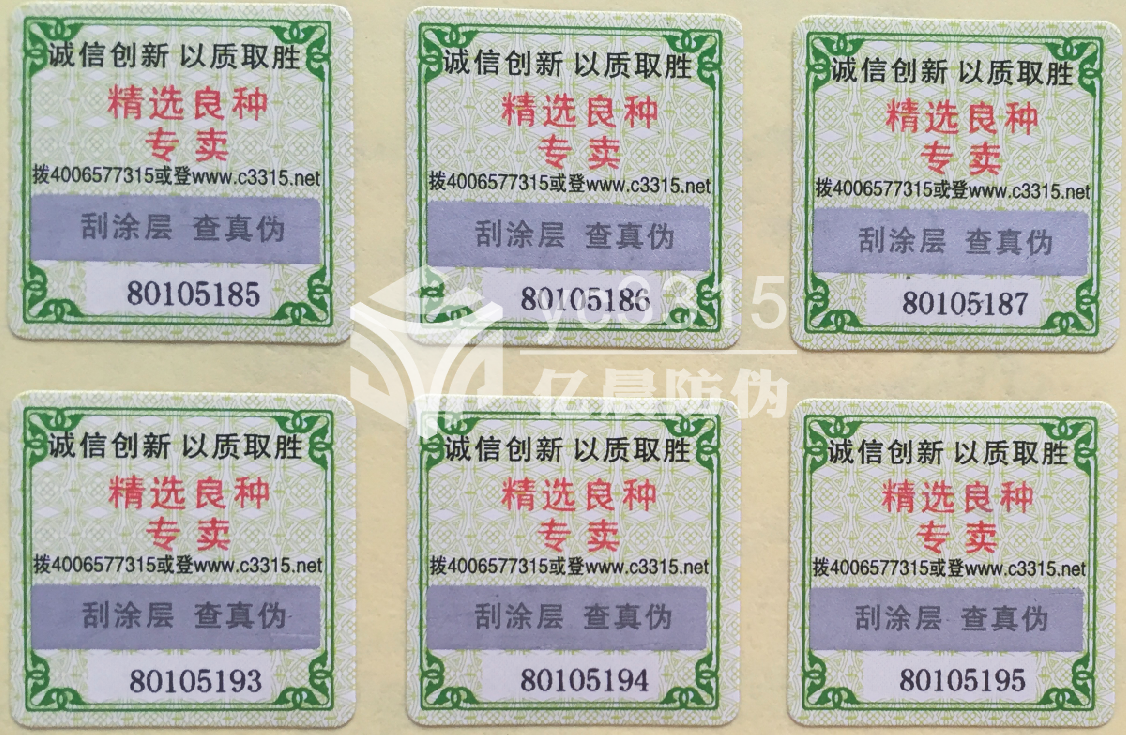 诚信创新 以质取胜
精选良种
专卖
拨4006577315或登www.c3315.net
刮涂层 查真伪
80105185
诚信创新 以质取胜
精选良种
专卖
拨4006577315或登www.c3315.net
刮涂层 查真伪
80105186
诚信创新 以质取胜
精选良种
专卖
拨4006577315或登www.c3315.net
刮涂层 查真伪
80105187
yc3315
亿晨防伪
诚信创新 以质取胜
精选良种
专卖
拨4006577315或登www.c3315.net
刮涂层 查真伪
80105193
诚信创新 以质取胜
精选良种
专卖
拨4006577315或登www.c3315.net
刮涂层 查真伪
80105194
诚信创新 以质取胜
精选良种
专卖
拨4006577315或登www.c3315.net
刮涂层 查真伪
80105195